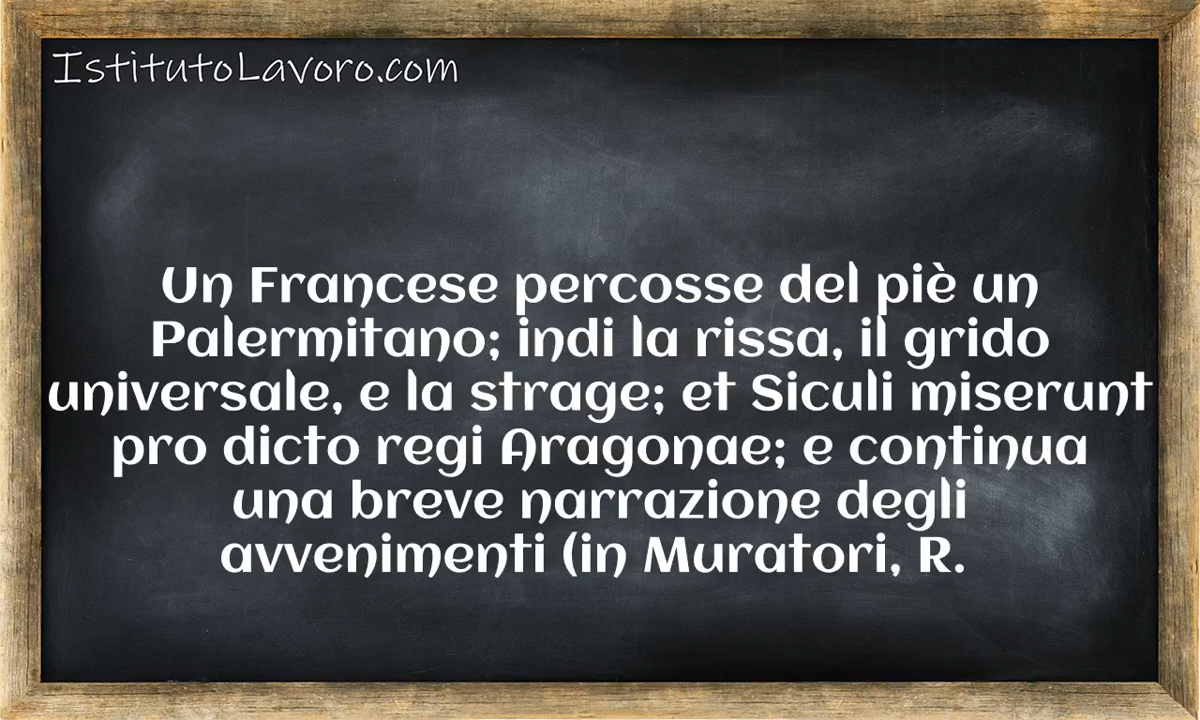 IstitutoLavoro.com
Un Francese percosse del piè un
Palermitano; indi la rissa, il grido
universale, e la strage; et Siculi miserunt
pro dicto regi Aragonae; e continua
una breve narrazione degli
avvenimenti (in Muratori, R.